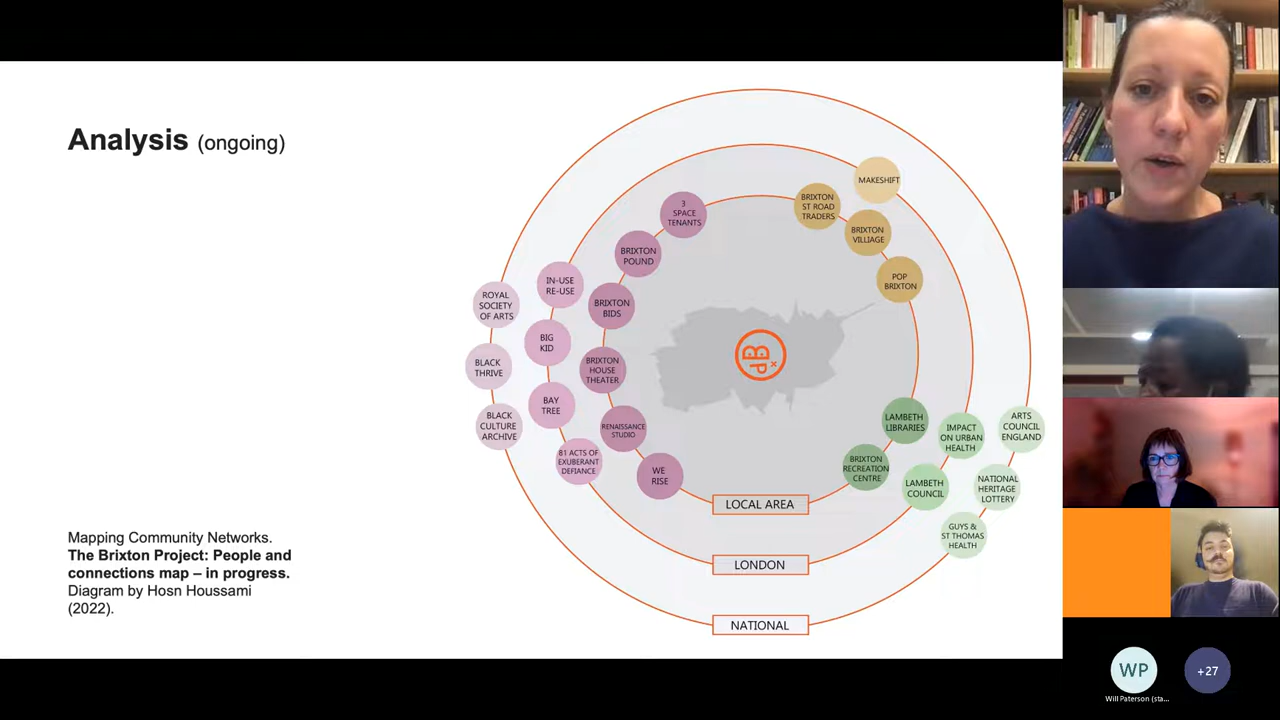 Analysis (ongoing)
Mapping Community Networks.
The Brixton Project: People and
connections map – in progress.
Diagram by Hosn Houssami
(2022).
MAKESHIFT
BRIXTON
ST ROAD
TRADERS
BRIXTON
VILLIAGE
POP
BRIXTON
3
SPACE
TENANTS
BRIXTON
POUND
BRIXTON
BIDS
BRIXTON
HOUSE
THEATER
RENAISSANCE
STUDIO
WE
RISE
IN-USE
RE-USE
BIG
KID
BAY
TREE
81 ACTS OF
EXUBERANT
DEFIANCE
ROYAL
SOCIETY
OF ARTS
BLACK
THRIVE
BLACK
CULTURE
ARCHIVE
LAMBETH
LIBRARIES
BRIXTON
RECREATION
CENTRE
IMPACT
ON URBAN
HEALTH
LAMBETH
COUNCIL
ARTS
COUNCIL
ENGLAND
NATIONAL
HERITAGE
LOTTERY
GUYS &
ST THOMAS
HEALTH
LOCAL AREA
LONDON
NATIONAL
WP
Will Paterson (sta...
+27